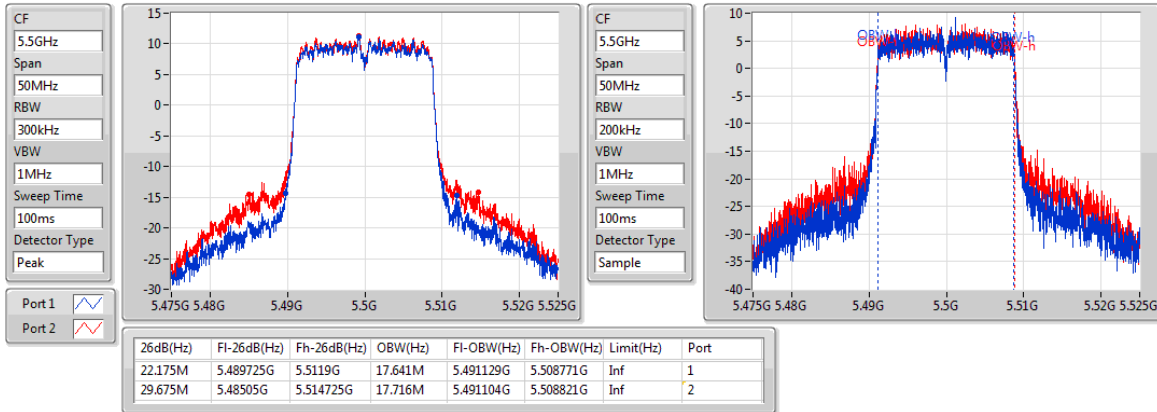 CF
5.5GHz
Span
50MHz
RBW
300kHz
VBW
1MHz
Sweep Time
100ms
Detector Type
Peak
Port 1
Port 2
15
10
5
0
-5
-10
-15
-20
-25
-30
5.475G 5.48G 5.49G 5.5G 5.51G 5.52G 5.525G
CF
5.5GHz
Span
50MHz
RBW
200kHz
VBW
1MHz
Sweep Time
100ms
Detector Type
Sample
10
5
0
-5
-10
-15
-20
-25
-30
-35
-40
OBW-h
OBW-h
5.475G 5.48G 5.49G 5.5G 5.51G 5.52G 5.525G
26dB(Hz) Fl-26dB(Hz) Fh-26dB(Hz) OBW(Hz) Fl-OBW(Hz) Fh-OBW(Hz) Limit(Hz) Port
22.175M 5.489725G 5.5119G 17.641M 5.491129G 5.508771G Inf 1
29.675M 5.48505G 5.514725G 17.716M 5.491104G 5.508821G Inf 2